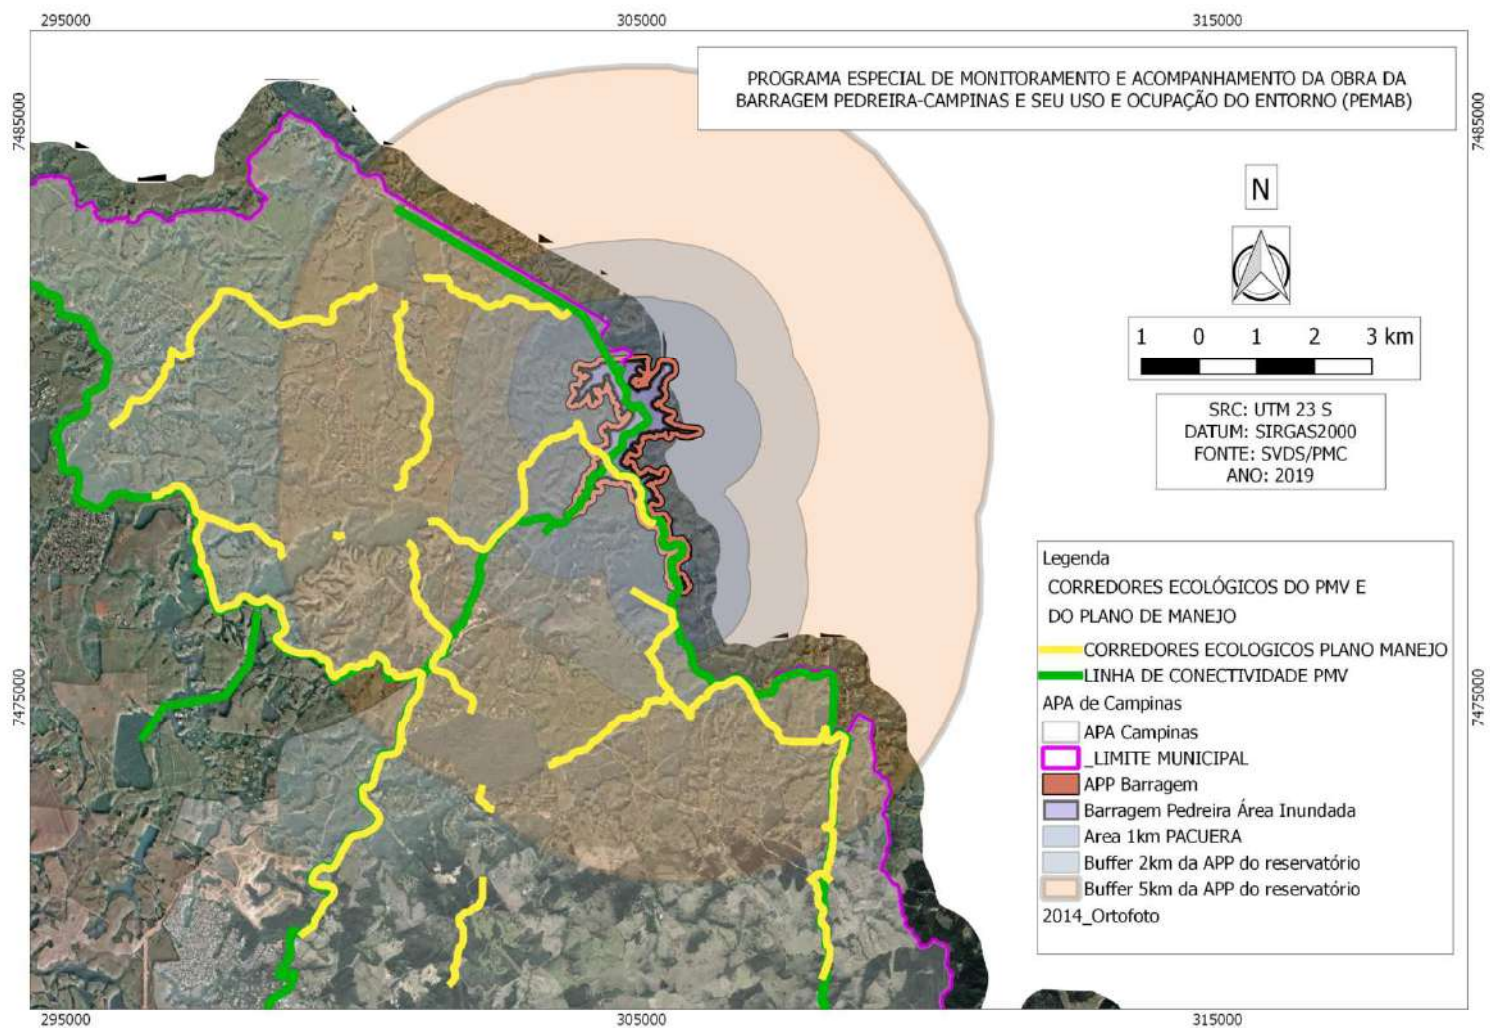 295000
305000
315000
PROGRAMA ESPECIAL DE MONITORAMENTO E ACOMPANHAMENTO DA OBRA DA
BARRAGEM PEDREIRA-CAMPINAS E SEU USO E OCUPAÇÃO DO ENTORNO (PEMAB)
7485000
7485000
N
1 0 1 2 3 km
SRC: UTM 23 S
DATUM: SIRGAS2000
FONTE: SVDS/PMC
ANO: 2019
Legenda
CORREDORES ECOLÓGICOS DO PMV E
DO PLANO DE MANEJO
CORREDORES ECOLOGICOS PLANO MANEJO
LINHA DE CONECTIVIDADE PMV
APA de Campinas
APA Campinas
_LIMITE MUNICIPAL
APP Barragem
Barragem Pedreira Área Inundada
Area 1km PACUERA
Buffer 2km da APP do reservatório
Buffer 5km da APP do reservatório
2014_Ortofoto
7475000
7475000
295000
305000
315000